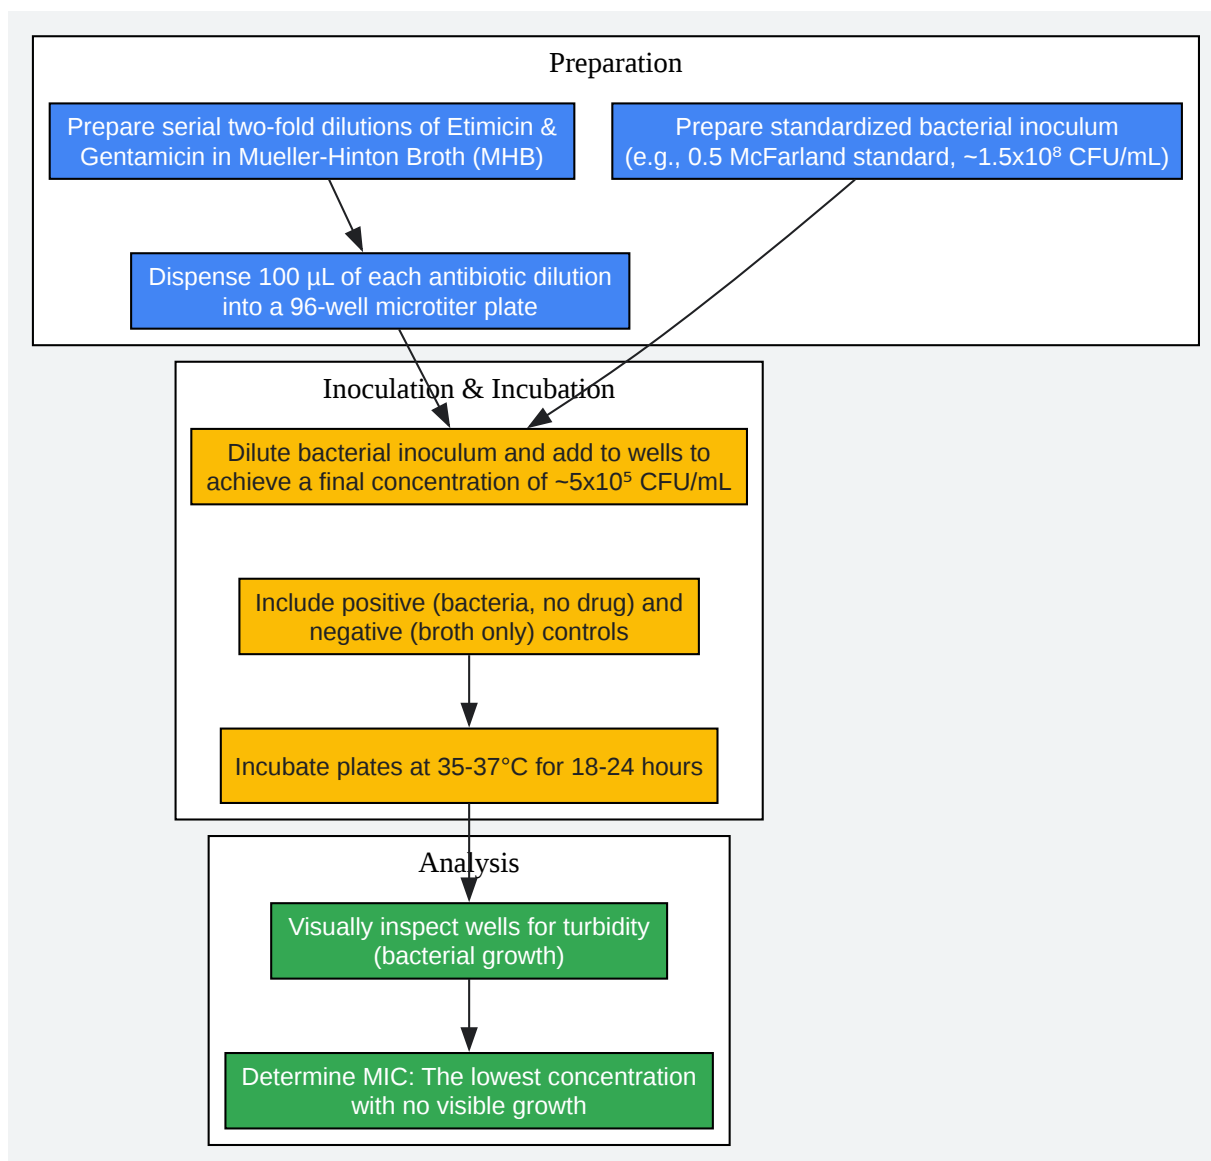 Preparation
Prepare serial two-fold dilutions of Etimicin &
Gentamicin in Mueller-Hinton Broth (MHB)
Prepare standardized bacterial inoculum
(e.g., 0.5 McFarland standard, ~1.5x10⁸ CFU/mL)
Dispense 100 µL of each antibiotic dilution
into a 96-well microtiter plate
Inoculation & Incubation
Dilute bacterial inoculum and add to wells to
achieve a final concentration of ~5x10⁵ CFU/mL
Include positive (bacteria, no drug) and
negative (broth only) controls
Incubate plates at 35-37°C for 18-24 hours
Analysis
Visually inspect wells for turbidity
(bacterial growth)
Determine MIC: The lowest concentration
with no visible growth